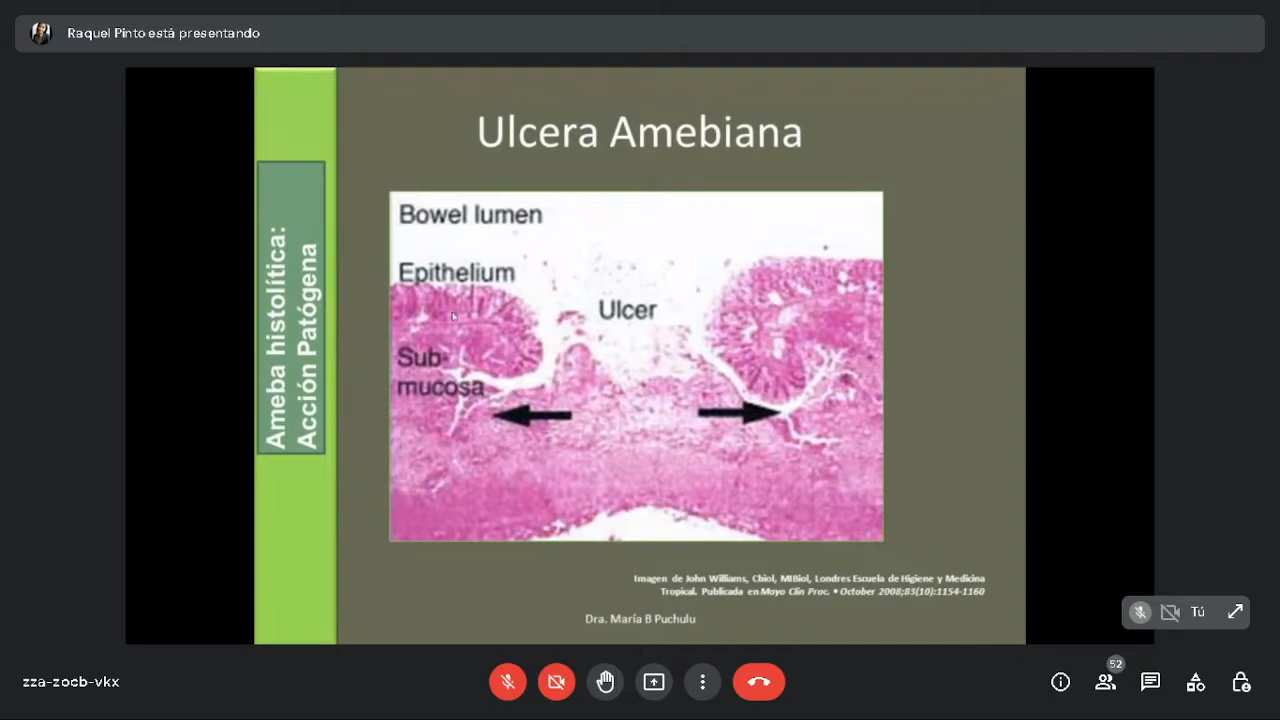 Raquel Pinto está presentando
Ulcera Amebiana
Ameba histolítica:
Acción Patógena
Bowel lumen
Epithelium
Ulcer
Sub-
mucosa
Imagen de John Williams, Cbiol, MIBiol, Londres Escuela de Higiene y Medicina
Tropical. Publicada en Mayo Clin Proc. • October 2008;83(10):1154-1160
Dra. María B Puchulu
Tú
zza-zocb-vkx
52